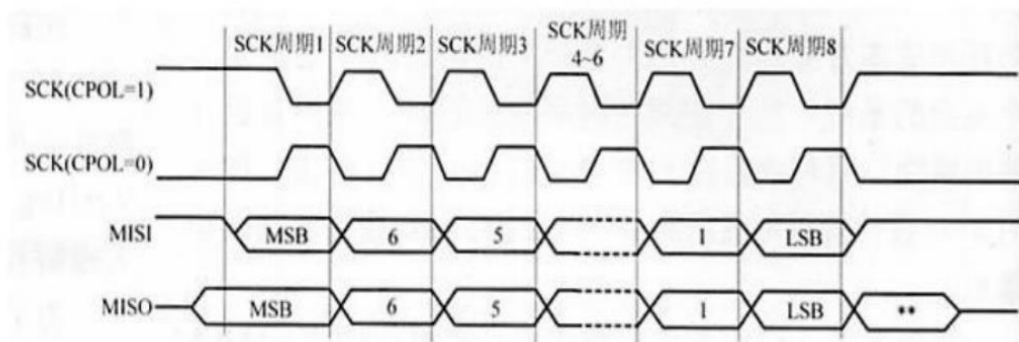 SCK周期1 SCK周期2 SCK周期3 SCK周期 SCK周期7 SCK周期8
4~6
SCK(CPOL=1)
SCK(CPOL=0)
MISI MSB 6 5 1 LSB
MISO MSB 6 5 1 LSB **